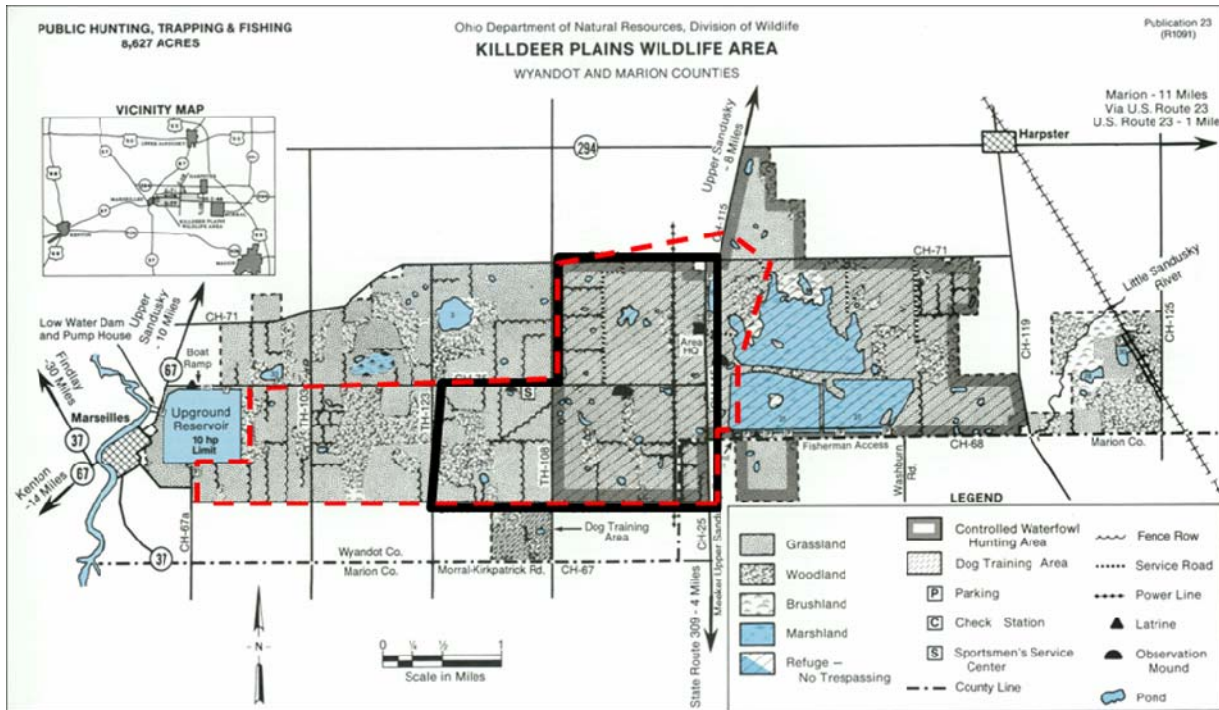 PUBLIC HUNTING, TRAPPING & FISHING
8,627 ACRES
Ohio Department of Natural Resources, Division of Wildlife
KILLDEER PLAINS WILDLIFE AREA
WYANDOT AND MARION COUNTIES
Publication 23
(R1091)
VICINITY MAP
Marion - 11 Miles
Via U.S. Route 23
U.S. Route 23 - 1 Mile
Harpster
294
Upper Sandusky
- 8 Miles
CH-115
CH-71
Little Sandusky
River
CH-125
CH-119
Upper
Sandusky
- 10 Miles
CH-71
Low Water Dam
and Pump House
67
Boat
Ramp
Findlay
-30 Miles
Marseilles
37
67
Kenton
-14 Miles
37
Upground
Reservoir
10 hp
Limit
TH-103
TH-123
S
TH-108
Area
HQ
Fisherman Access
CH-68
Marion Co.
Washburn
Rd.
CH-67a
Dog Training
Area
Wyandot Co.
Marion Co.
Morral-Kirkpatrick Rd.
CH-67
CH-25
Meeker Upper Sandu
State Route 309 - 4 Miles
-N-
0 ¼ ½ 1
Scale in Miles
LEGEND
Grassland
Woodland
Brushland
Marshland
Refuge –
No Trespassing
Controlled Waterfowl
Hunting Area
Dog Training Area
P Parking
C Check Station
S Sportsmen's Service
Center
County Line
Fence Row
Service Road
Power Line
Latrine
Observation
Mound
Pond